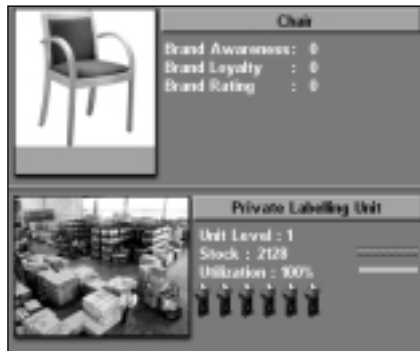 Chair
Brand Awareness: 0
Brand Loyalty : 0
Brand Rating : 0
Private Labelling Unit
Unit Level : 1
Stock : 2128
Utilization : 100%